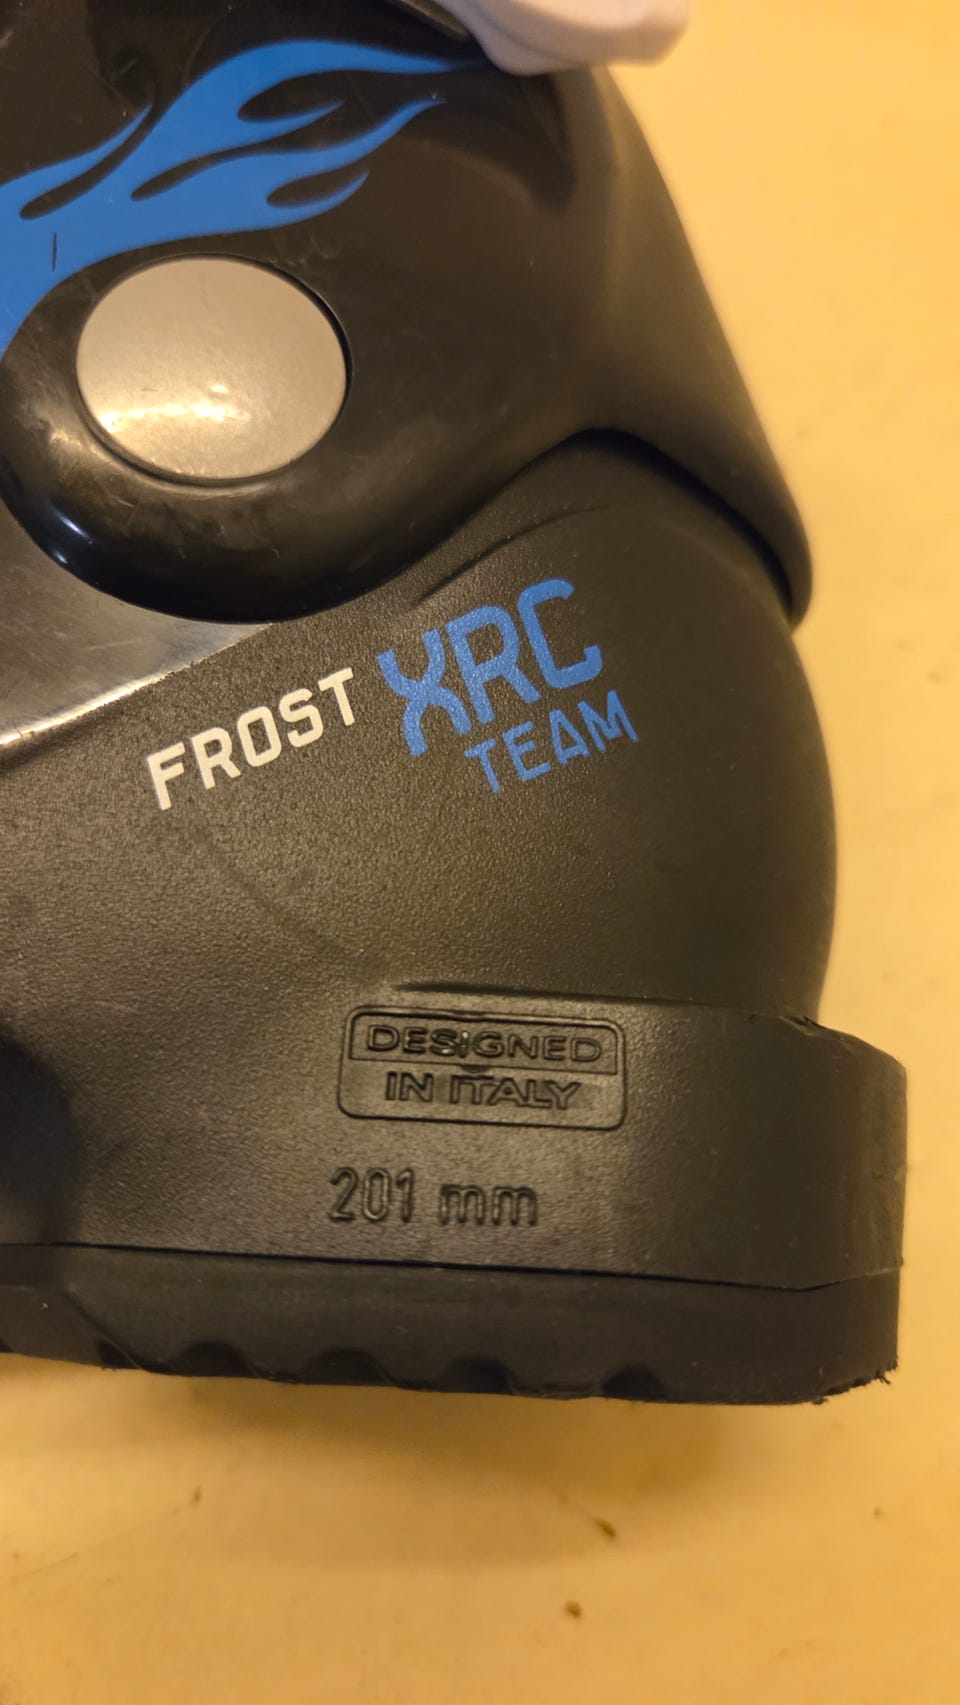 FROST XRC
TEAM
DESIGNED
IN ITALY
201 mm